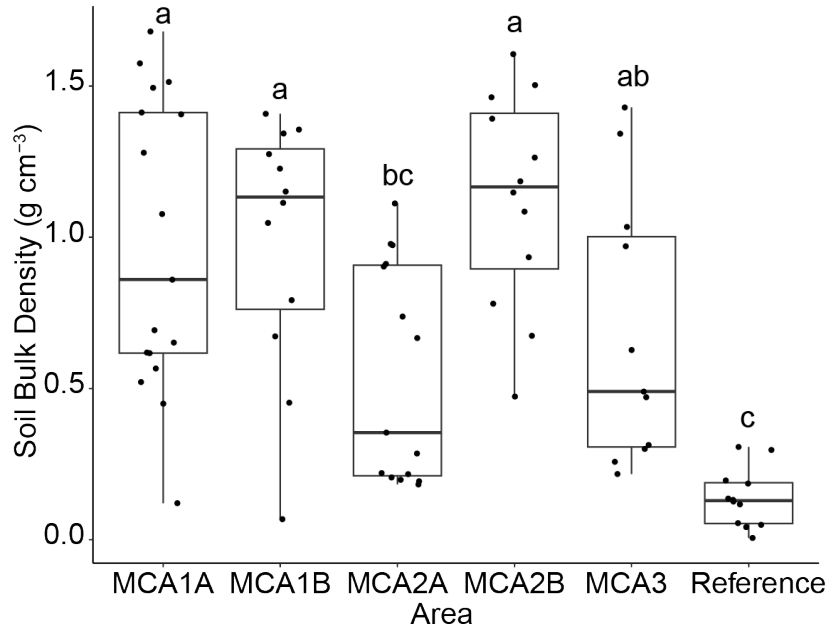 a
a
a
ab
bc
c
Soil Bulk Density (g cm⁻³)
1.5
1.0
0.5
0.0
MCA1A MCA1B MCA2A MCA2B MCA3 Reference
Area